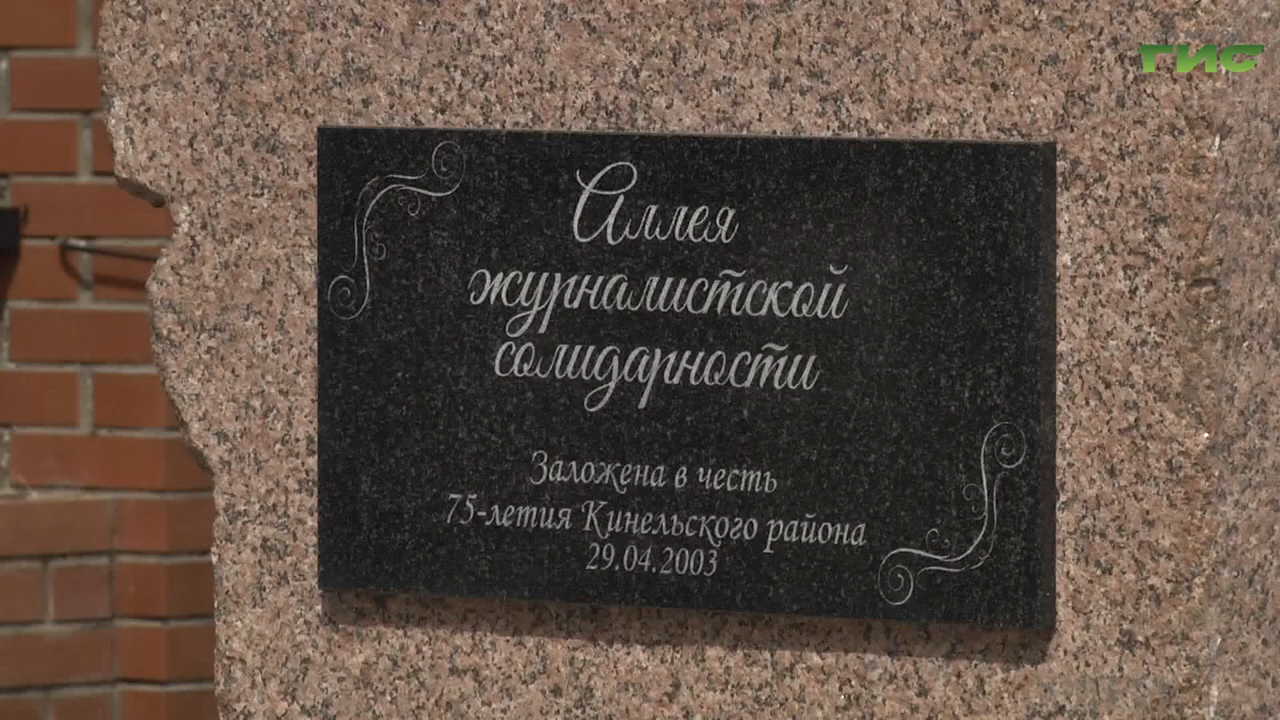 ГИС
Аллея
журналистской
солидарности
Заложена в честь
75-летия Кинельского района
29.04.2003